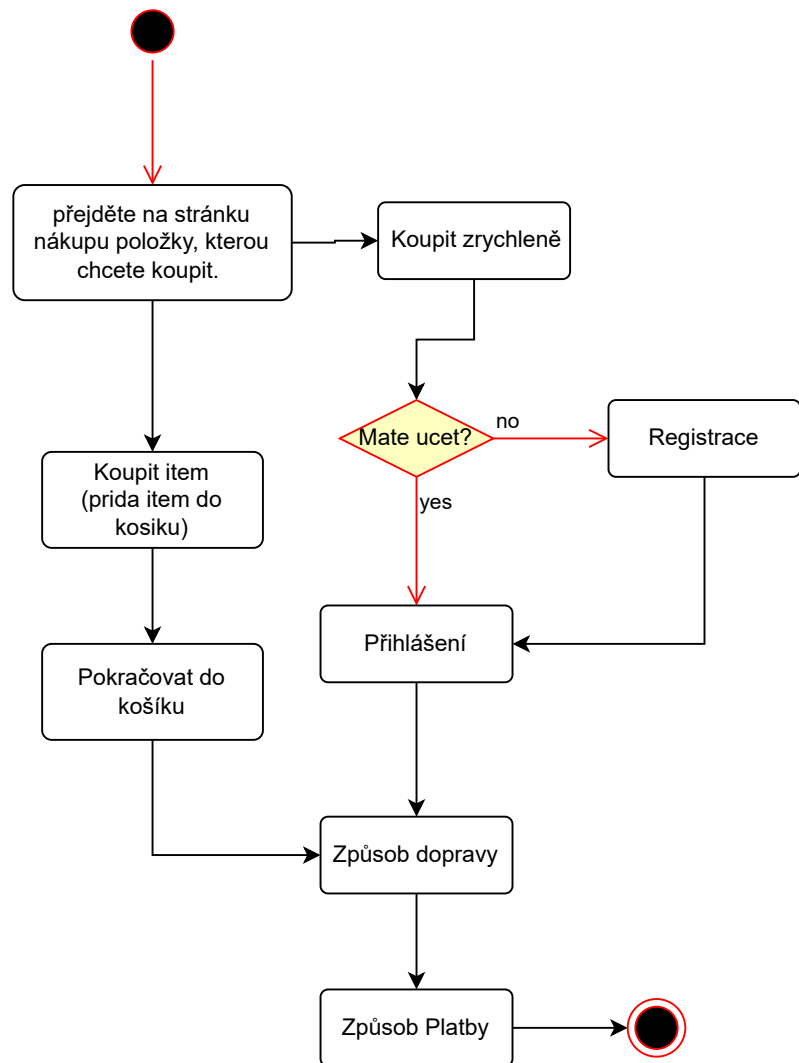 přejděte na stránku
nákupu položky, kterou
chcete koupit.
Koupit zrychleně
Mate ucet?
no
Registrace
yes
Koupit item
(prida item do
kosiku)
Přihlášení
Pokračovat do
košíku
Způsob dopravy
Způsob Platby